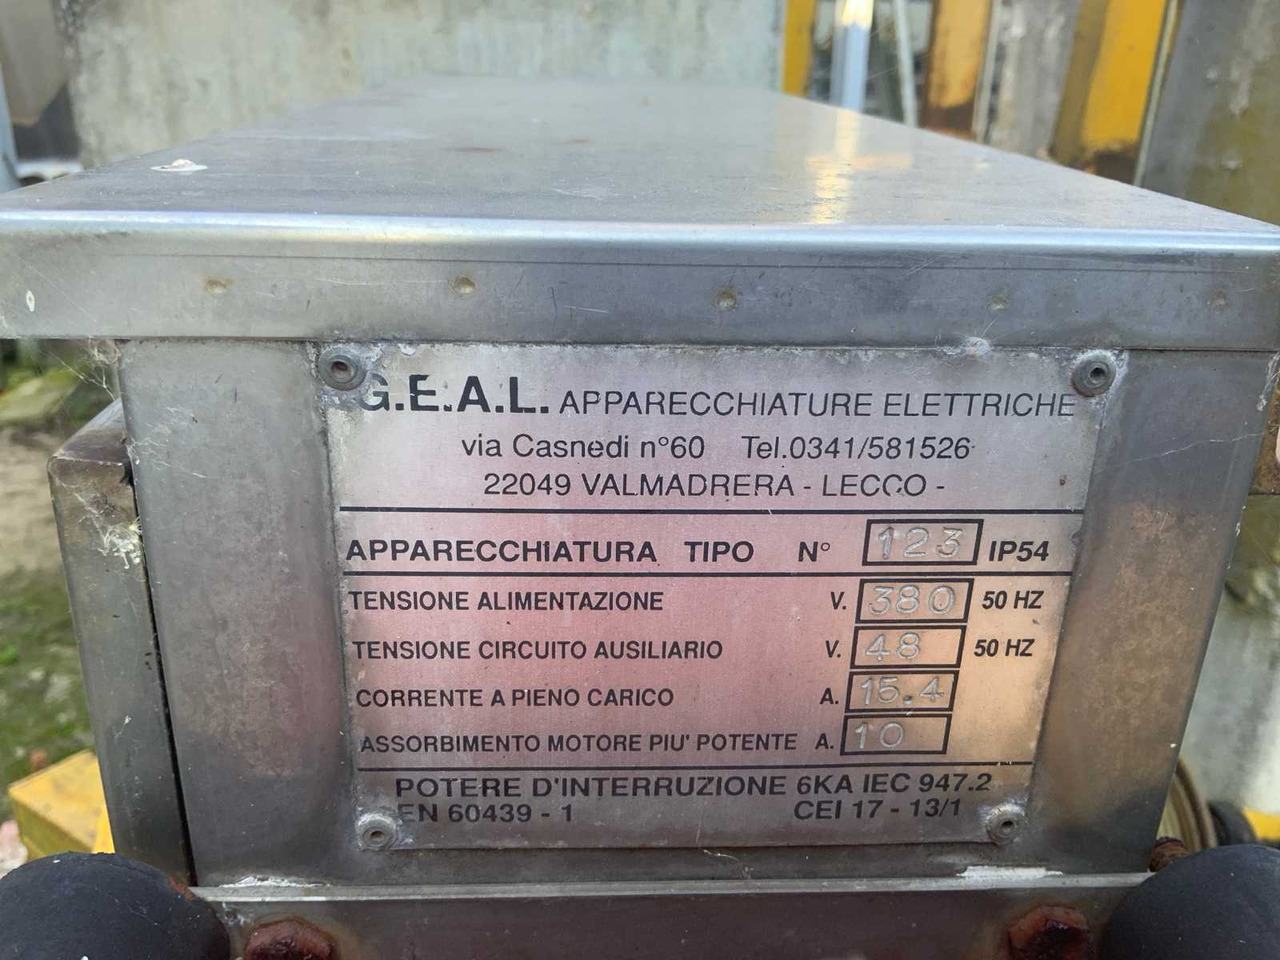 G.E.A.L. APPARECCHIATURE ELETTRICHE
via Casnedi n°60 Tel.0341/581526
22049 VALMADRERA - LECCO -
APPARECCHIATURA TIPO N° 123 IP54
TENSIONE ALIMENTAZIONE V. 380 50 HZ
TENSIONE CIRCUITO AUSILIARIO V. 48 50 HZ
CORRENTE A PIENO CARICO A. 15,4
ASSORBIMENTO MOTORE PIU' POTENTE A. 10
POTERE D'INTERRUZIONE 6KA IEC 947.2
EN 60439 - 1 CEI 17 - 13/1